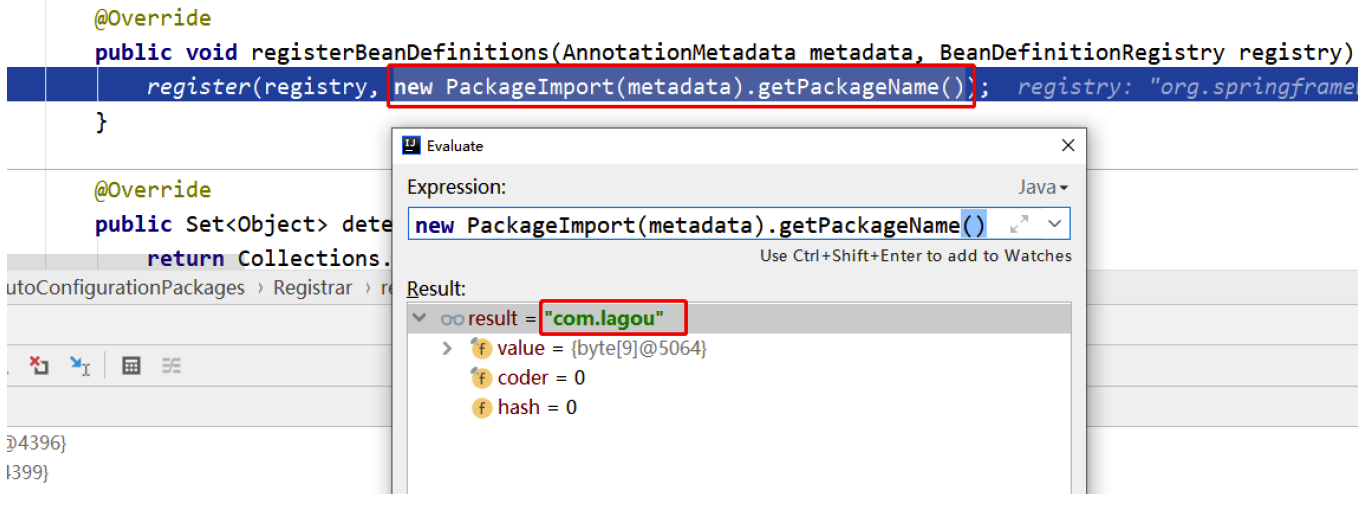 @Override
public void registerBeanDefinitions(AnnotationMetadata metadata, BeanDefinitionRegistry registry)
register(registry, new PackageImport(metadata).getPackageName()); registry: "org.springframe
}
Evaluate
Expression:
Java
@Override
public Set<Object> dete
new PackageImport(metadata).getPackageName()
return Collections.
Use Ctrl+Shift+Enter to add to Watches
utoConfigurationPackages › Registrar › re
Result:
result = "com.lagou"
value = {byte[9]@5064}
coder = 0
hash = 0
@4396}
4399}